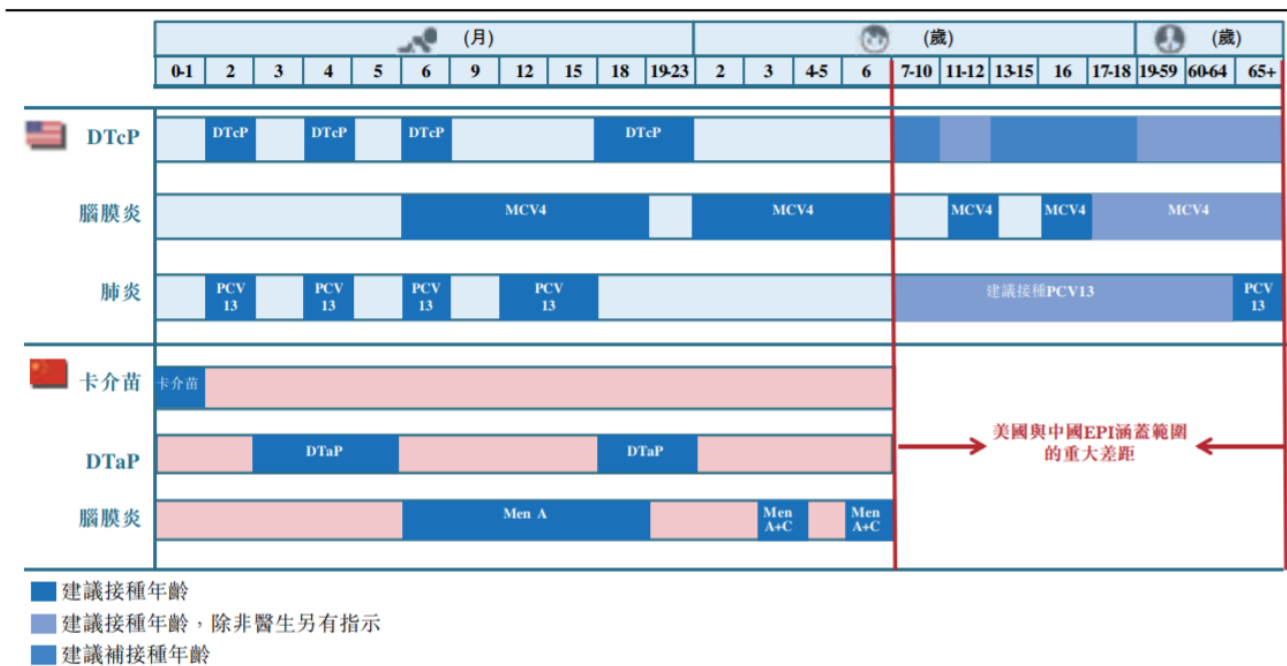 (月) (歲) (歲)
0-1 2 3 4 5 6 9 12 15 18 19-23 2 3 4-5 6 7-10 11-12 13-15 16 17-18 19-59 60-64 65+
DTcP DTcP DTcP DTcP DTcP
腦膜炎 MCV4 MCV4 MCV4 MCV4 MCV4
肺炎 PCV 13 PCV 13 PCV 13 PCV 13 建議接種PCV13 PCV 13
卡介苗 卡介苗
DTaP DTaP DTaP
美國與中國EPI涵蓋範圍
的重大差距
腦膜炎 Men A Men A+C Men A+C
建議接種年齡
建議接種年齡，除非醫生另有指示
建議補接種年齡